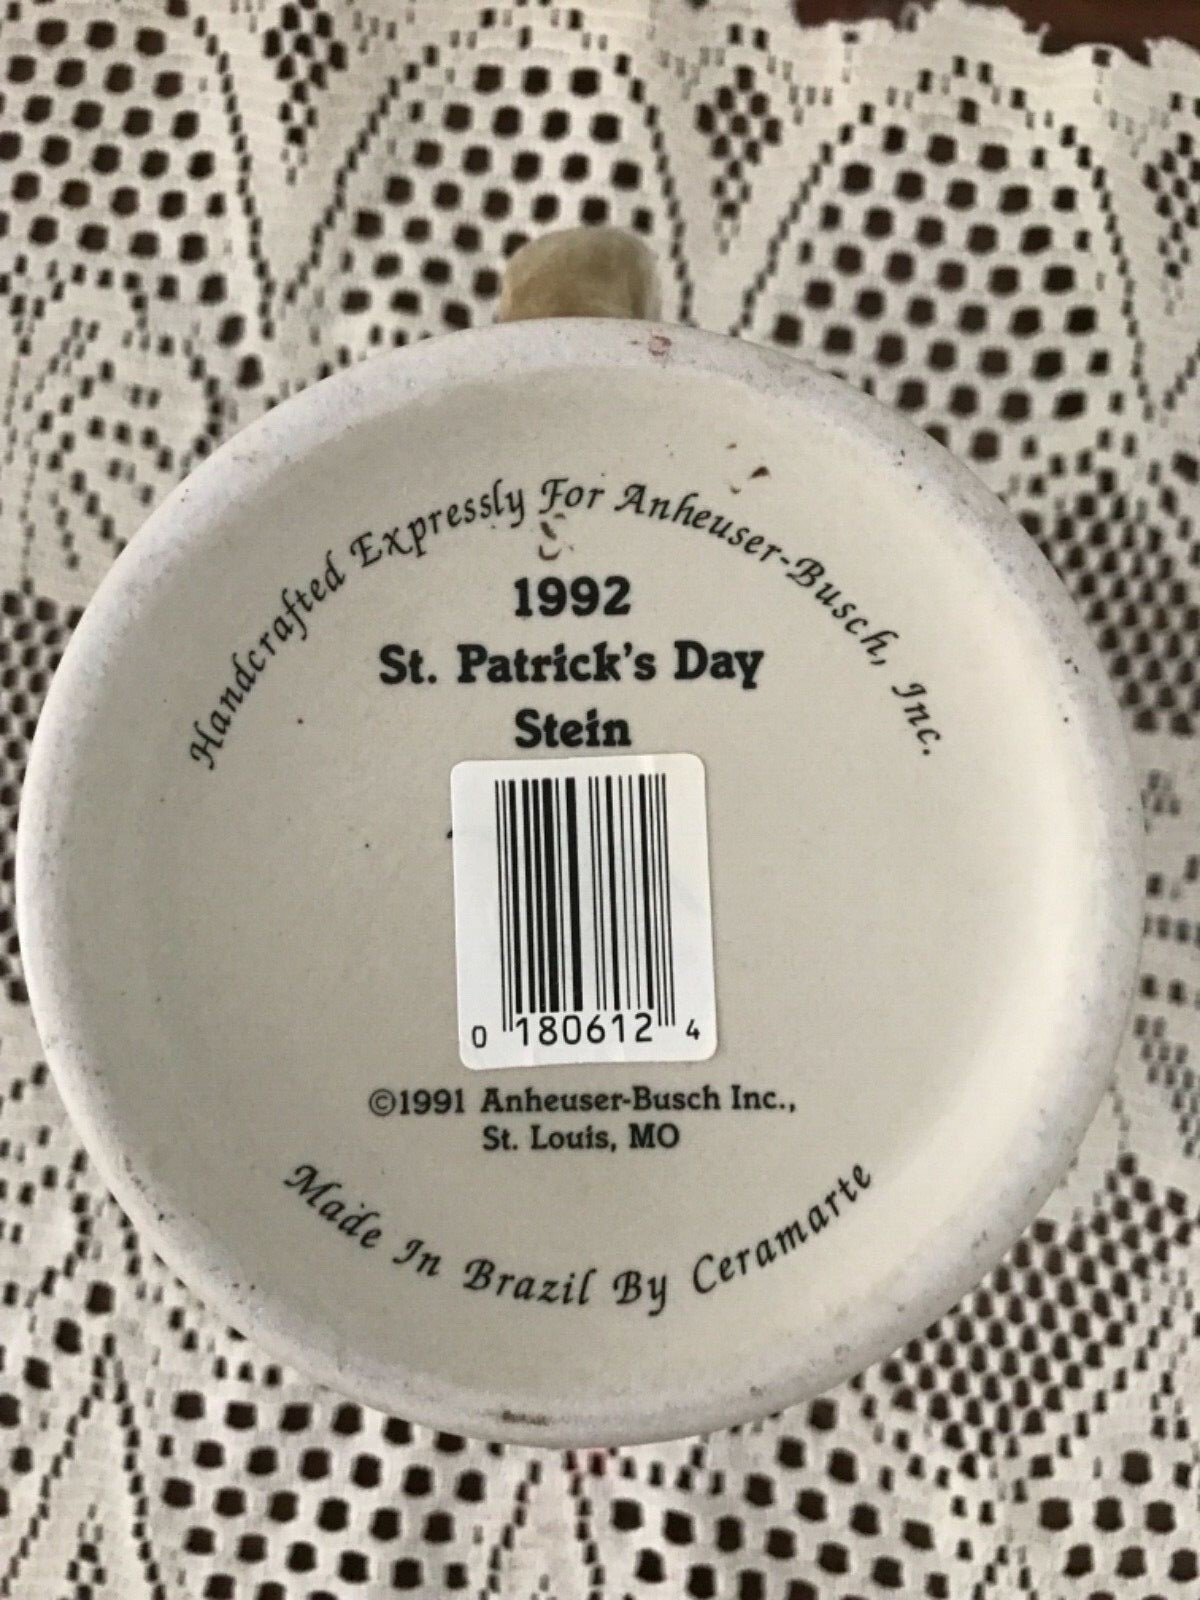 Handcrafted Expressly For Anheuser-Busch, Inc.
1992
St. Patrick's Day
Stein
0 180612 4
©1991 Anheuser-Busch Inc.,
St. Louis, MO
Made In Brazil By Ceramarte